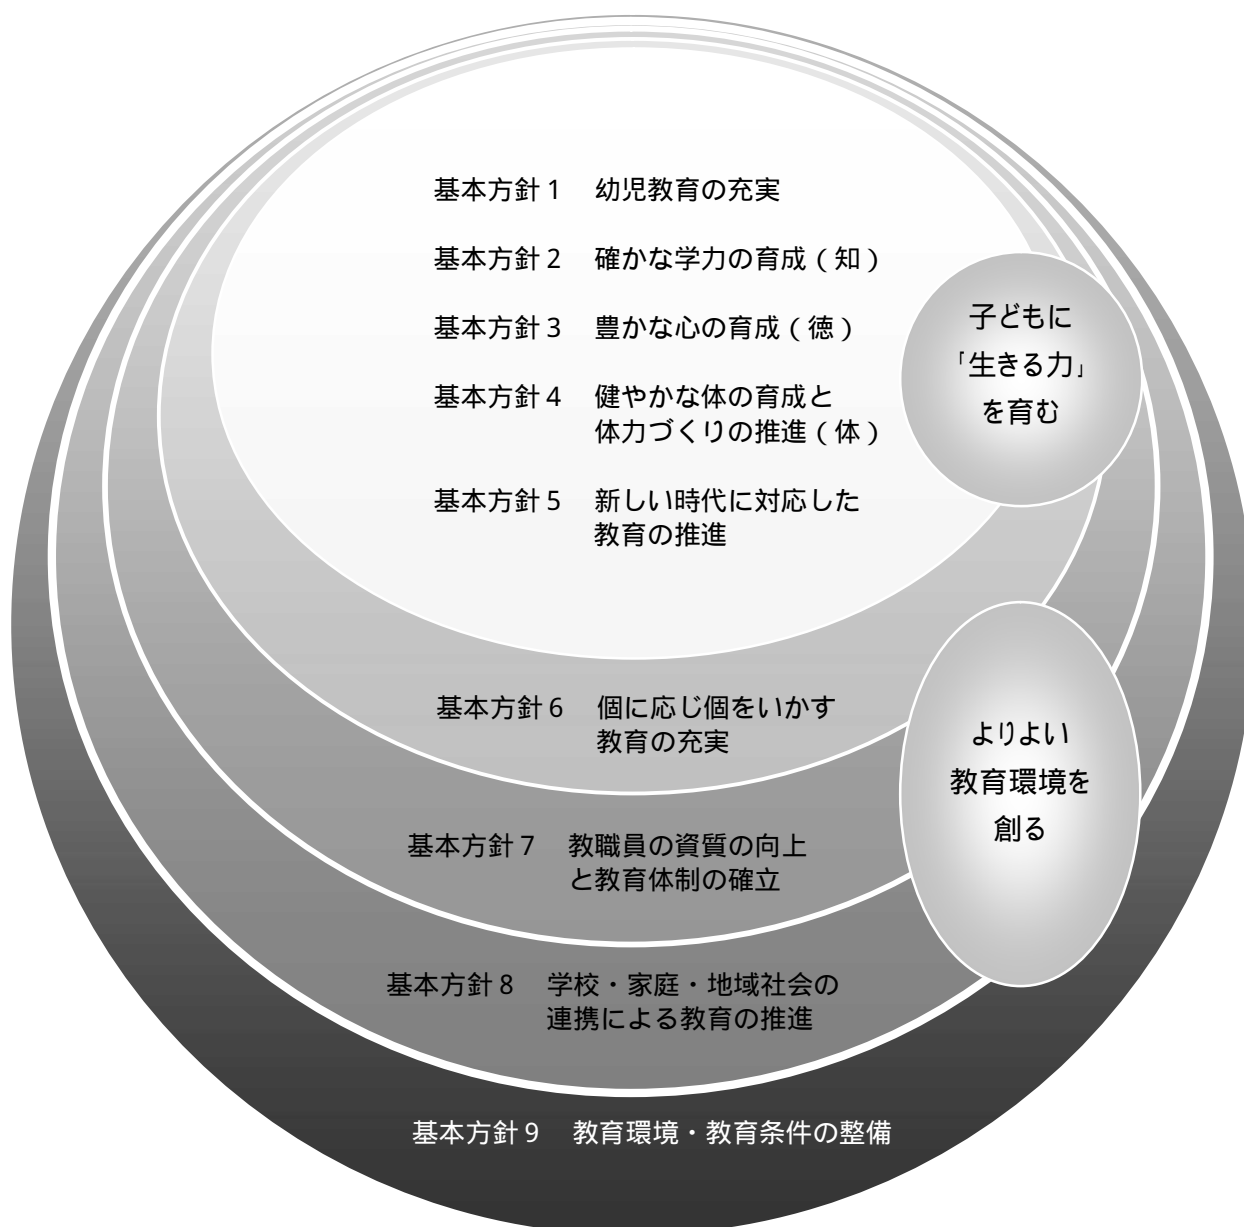 基本方針1 幼児教育の充実
基本方針2 確かな学力の育成(知)
基本方針3 豊かな心の育成(徳)
基本方針4 健やかな体の育成と
体力づくりの推進(体)
基本方針5 新しい時代に対応した
教育の推進
子どもに
「生きる力」
を育む
基本方針6 個に応じ個をいかす
教育の充実
基本方針7 教職員の資質の向上
と教育体制の確立
よりよい
教育環境を
創る
基本方針8 学校・家庭・地域社会の
連携による教育の推進
基本方針9 教育環境・教育条件の整備